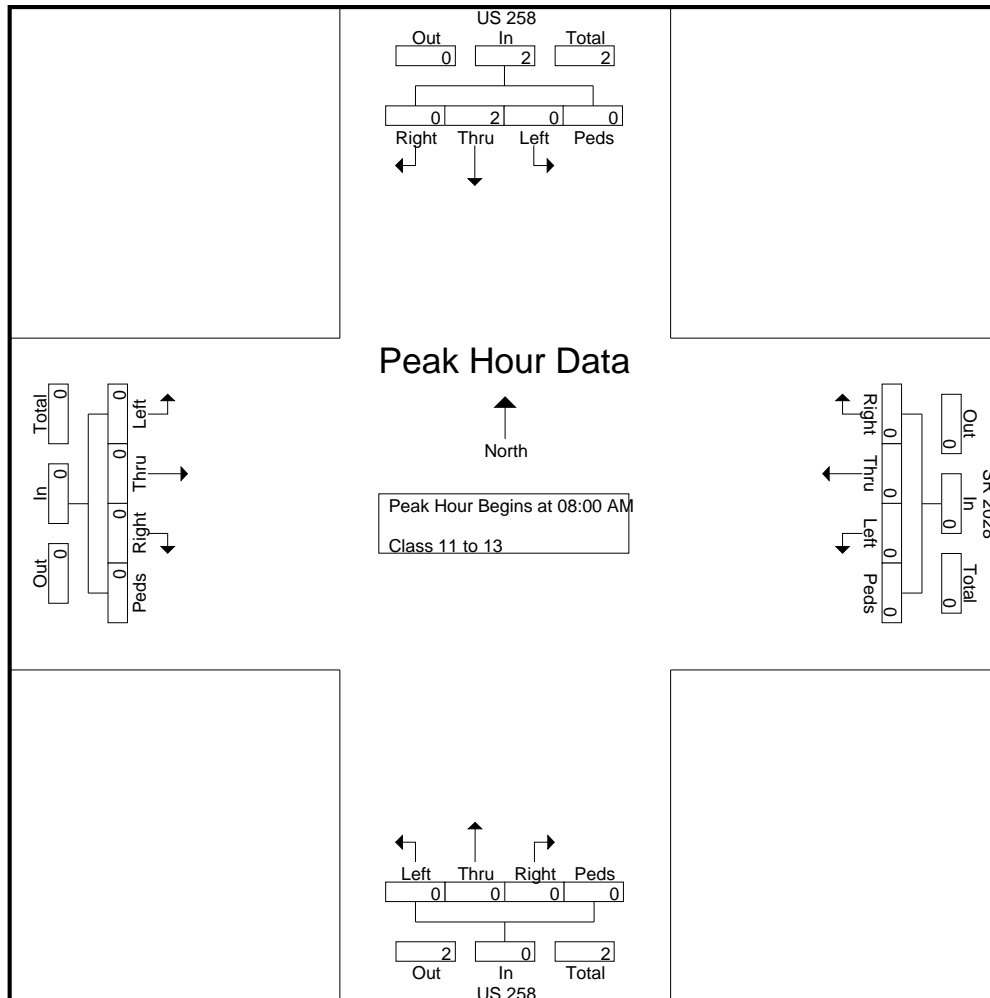 US 258
Out In Total
0 2 2
0 2 0 0
Right Thru Left Peds
Peak Hour Data
North
Peak Hour Begins at 08:00 AM
Class 11 to 13
Total In Out
0 0 0
0 0 0 0
Left Thru Right Peds
Right Thru Left Peds
0 0 0 0
Out In Total
0 0 0
SR 2028
Left Thru Right Peds
0 0 0 0
2 0 2
Out In Total
US 258